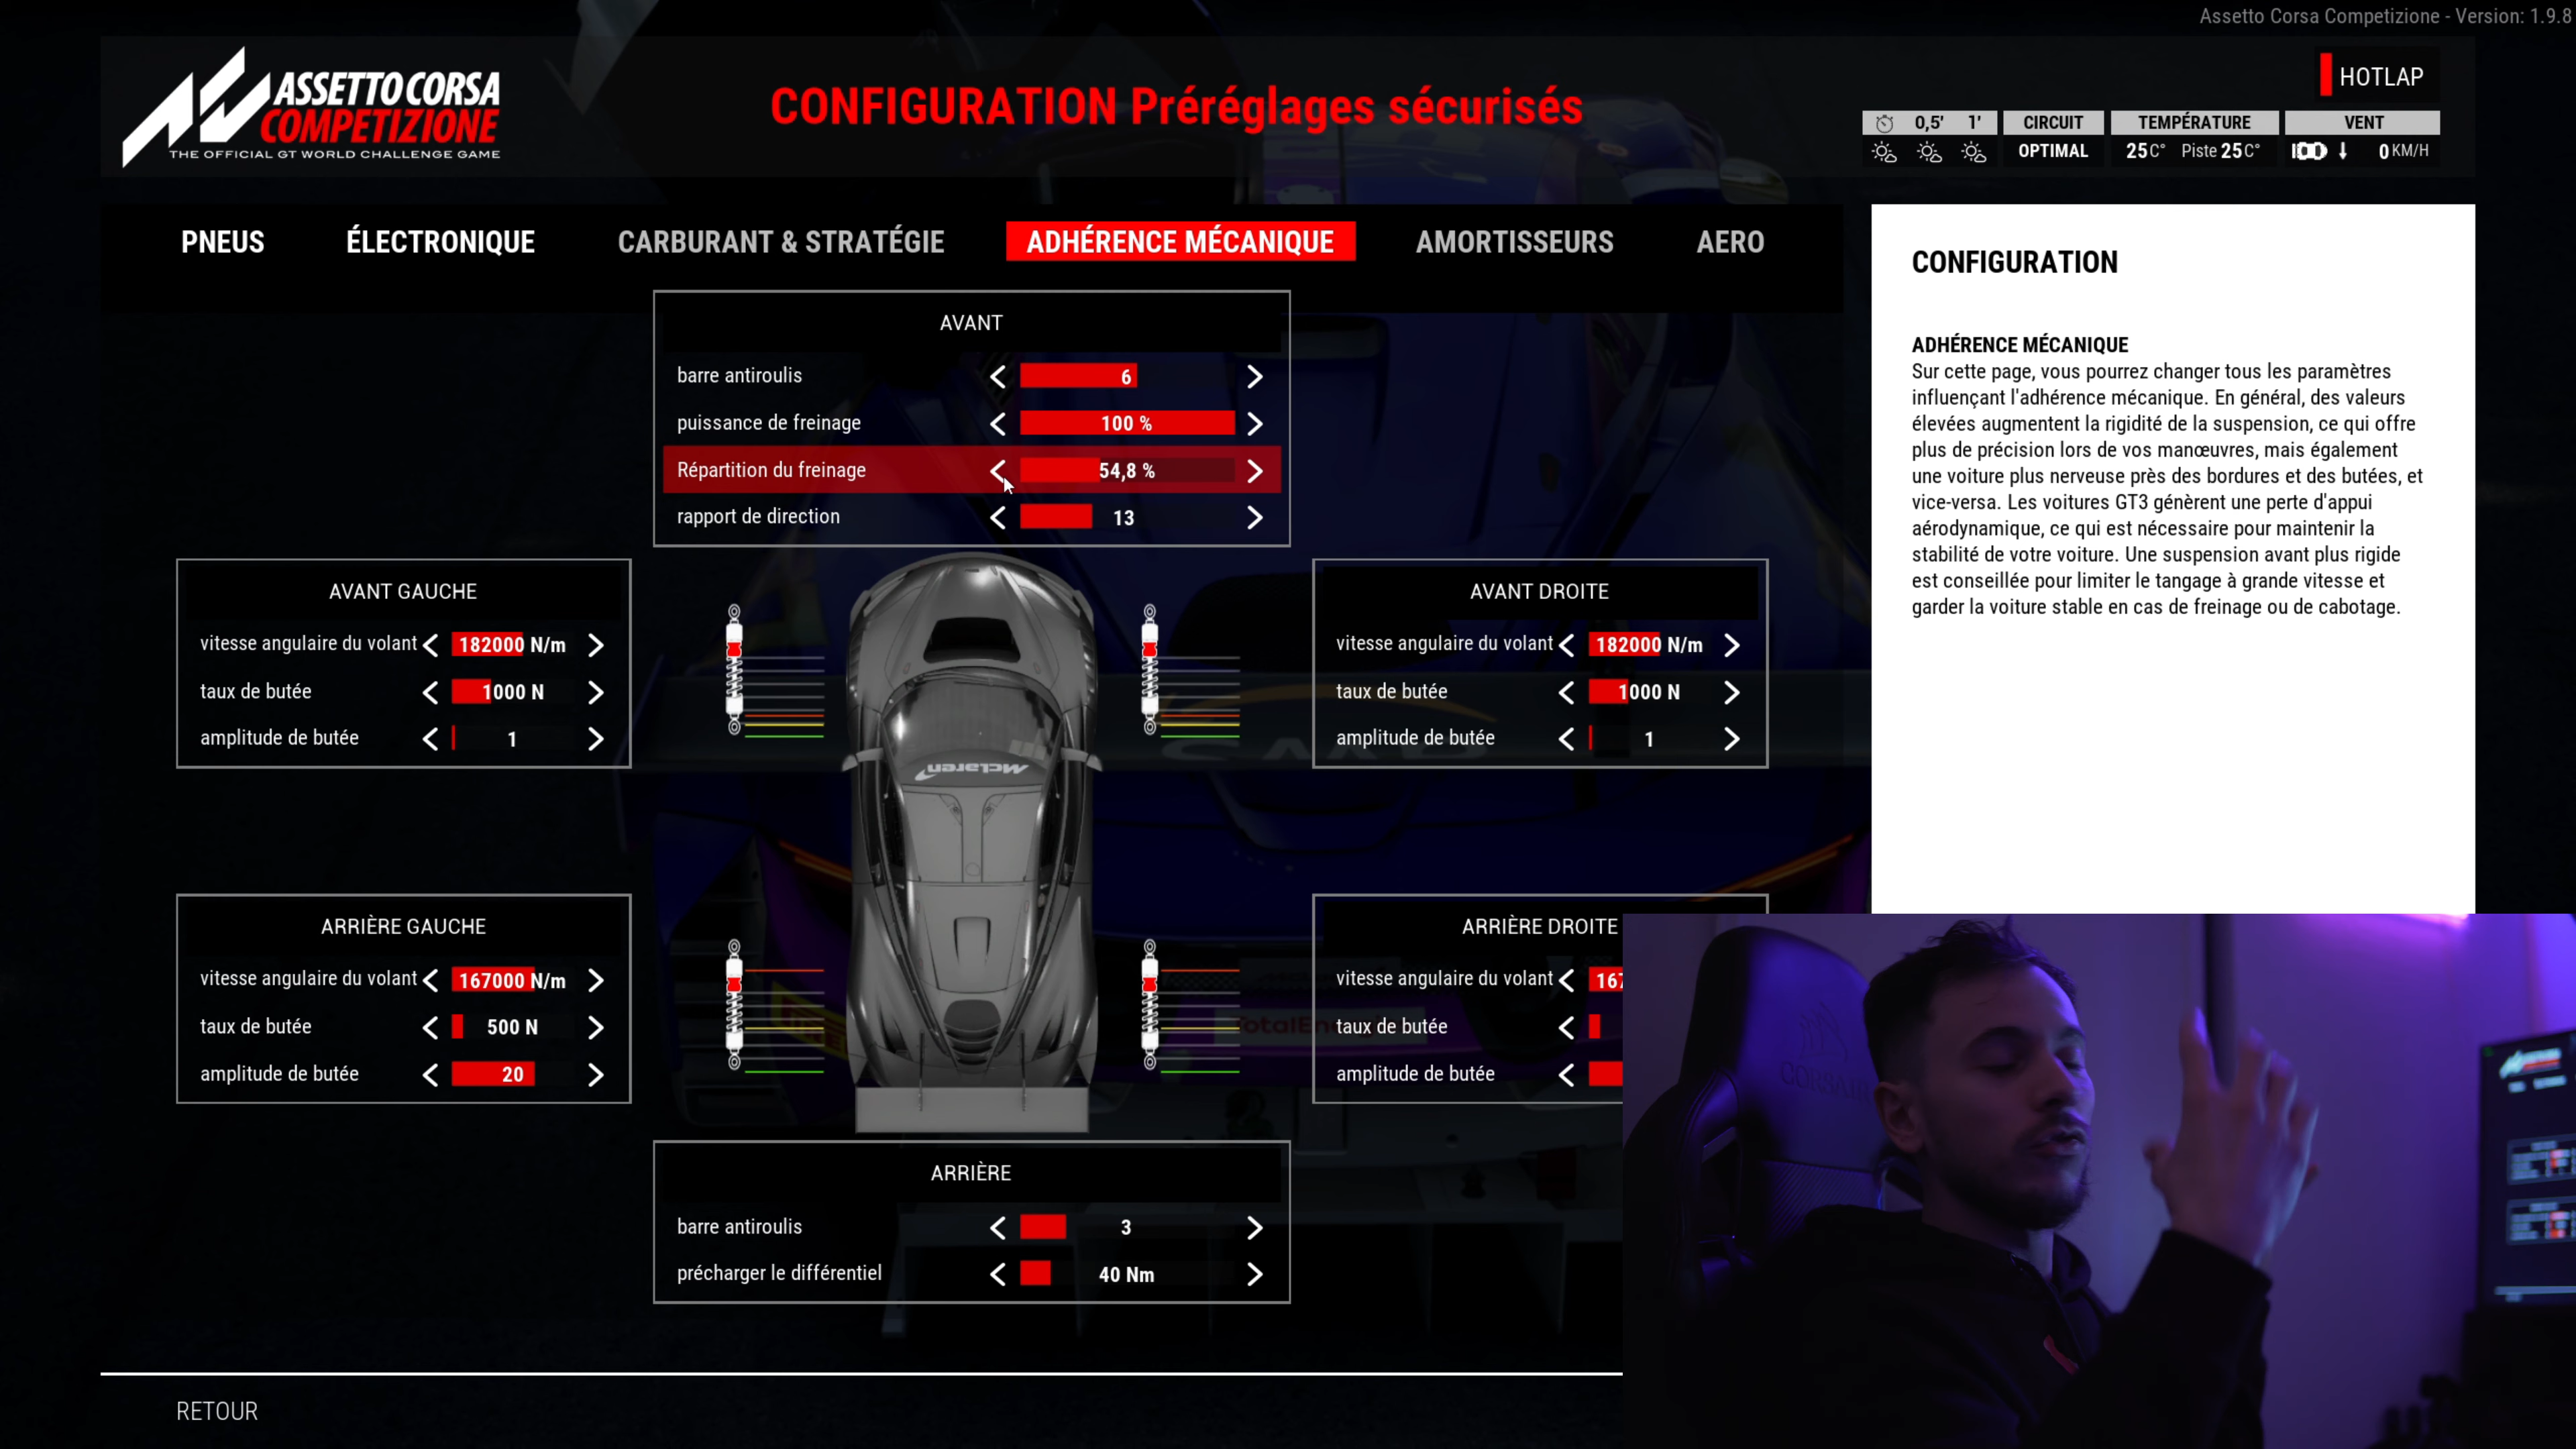 Assetto Corsa Competizione - Version: 1.9.8
ASSETTO CORSA
COMPETIZIONE
THE OFFICIAL GT WORLD CHALLENGE GAME
CONFIGURATION Préréglages sécurisés
HOTLAP
0,5' 1' CIRCUIT TEMPÉRATURE VENT
OPTIMAL 25 C° Piste 25 C° 0 KM/H
PNEUS ÉLECTRONIQUE CARBURANT & STRATÉGIE ADHÉRENCE MÉCANIQUE AMORTISSEURS AERO
AVANT
barre antiroulis 6
puissance de freinage 100 %
Répartition du freinage 54,8 %
rapport de direction 13
AVANT GAUCHE
vitesse angulaire du volant 182000 N/m
taux de butée 1000 N
amplitude de butée 1
AVANT DROITE
vitesse angulaire du volant 182000 N/m
taux de butée 1000 N
amplitude de butée 1
McLaren
ARRIÈRE GAUCHE
vitesse angulaire du volant 167000 N/m
taux de butée 500 N
amplitude de butée 20
ARRIÈRE DROITE
vitesse angulaire du volant 167
taux de butée
amplitude de butée
ARRIÈRE
barre antiroulis 3
précharger le différentiel 40 Nm
CONFIGURATION
ADHÉRENCE MÉCANIQUE
Sur cette page, vous pourrez changer tous les paramètres
influençant l'adhérence mécanique. En général, des valeurs
élevées augmentent la rigidité de la suspension, ce qui offre
plus de précision lors de vos manœuvres, mais également
une voiture plus nerveuse près des bordures et des butées, et
vice-versa. Les voitures GT3 génèrent une perte d'appui
aérodynamique, ce qui est nécessaire pour maintenir la
stabilité de votre voiture. Une suspension avant plus rigide
est conseillée pour limiter le tangage à grande vitesse et
garder la voiture stable en cas de freinage ou de cabotage.
CORSAIR
RETOUR